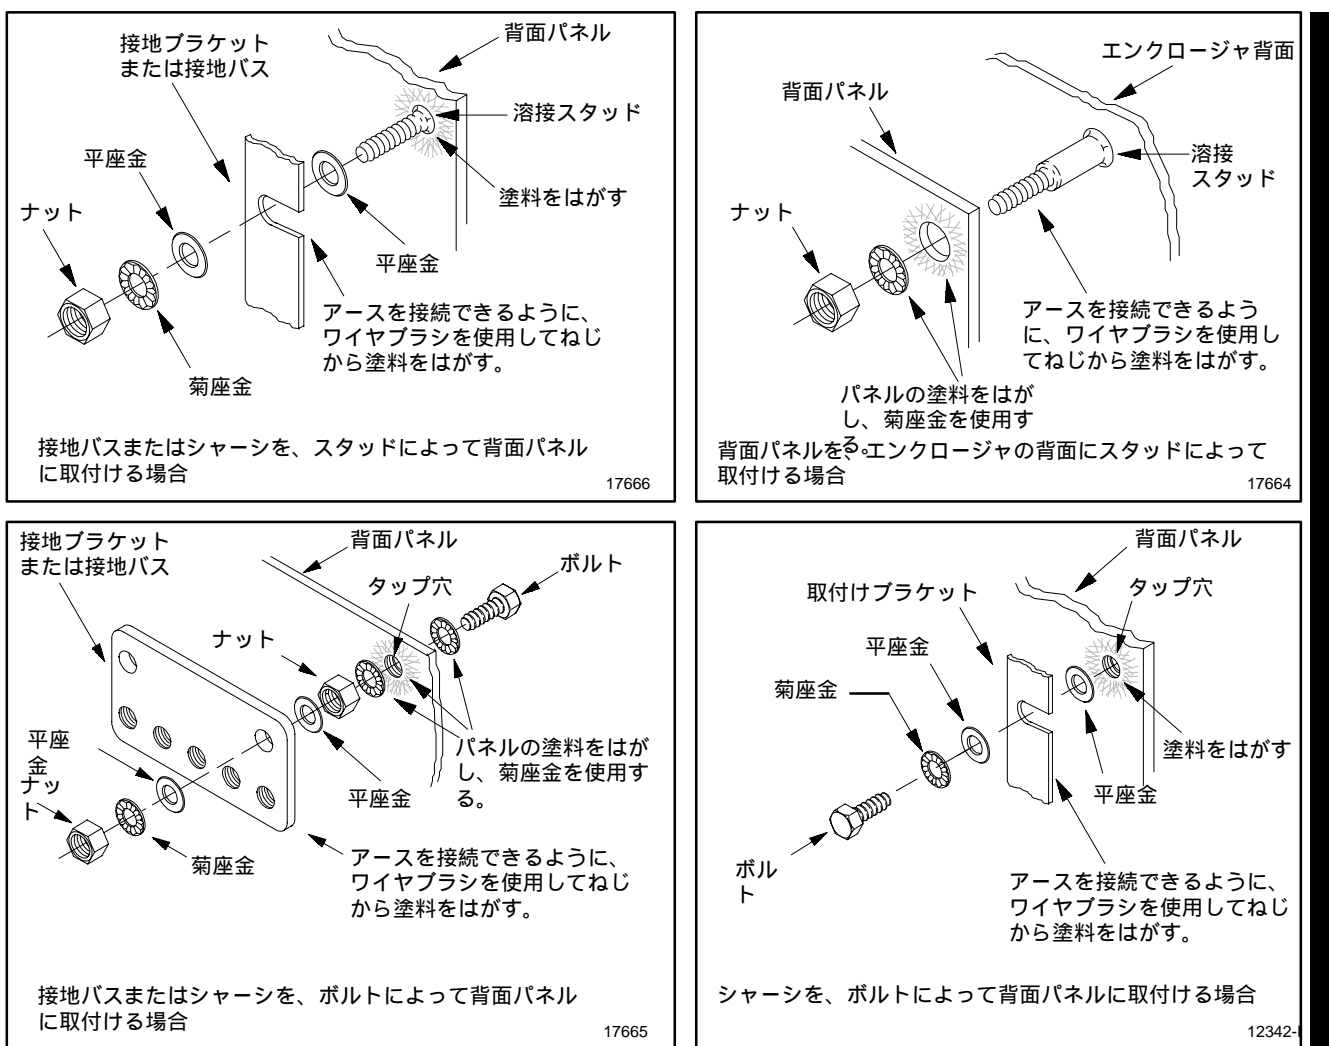 接地ブラケット
または接地バス
背面パネル
溶接スタッド
平座金
塗料をはがす
ナット
平座金
アースを接続できるように、
ワイヤブラシを使用してねじ
から塗料をはがす。
菊座金
接地バスまたはシャーシを、スタッドによって背面パネル
に取付ける場合
17666
エンクロージャ背面
背面パネル
溶接
スタッド
ナット
アースを接続できるよう
に、ワイヤブラシを使用し
てねじから塗料をはがす。
パネルの塗料をはが
し、菊座金を使用す
る。
背面パネルを、エンクロージャの背面にスタッドによって
取付ける場合
17664
接地ブラケット
または接地バス
背面パネル
ボルト
タップ穴
ナット
平座
金
ナッ
ト
パネルの塗料をはが
し、菊座金を使用す
る。
平座金
菊座金
アースを接続できるように、
ワイヤブラシを使用してねじ
から塗料をはがす。
接地バスまたはシャーシを、ボルトによって背面パネル
に取付ける場合
17665
背面パネル
取付けブラケット
タップ穴
平座金
菊座金
塗料をはがす
平座金
ボル
ト
アースを接続できるように、
ワイヤブラシを使用してねじ
から塗料をはがす。
シャーシを、ボルトによって背面パネルに取付ける場合
12342-